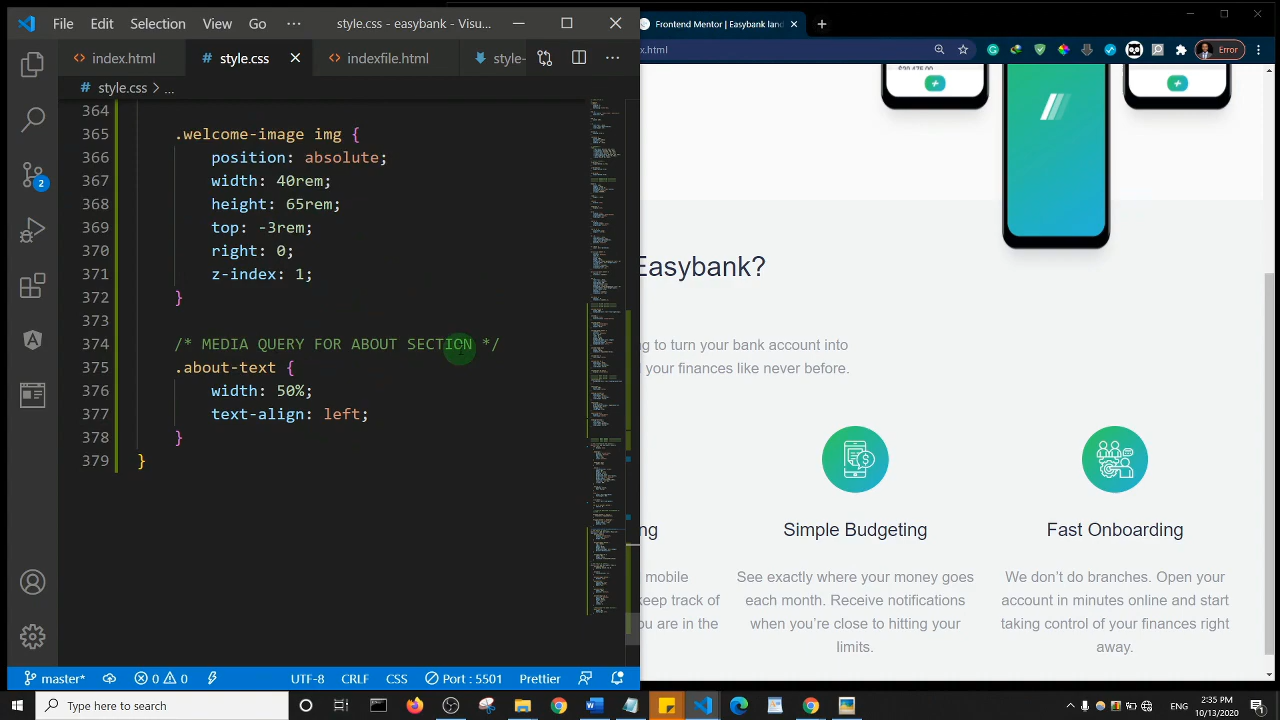 File Edit Selection View Go ··· style.css - easybank - Visu...
Frontend Mentor | Easybank land
index.html
style.css
indexfile.html
style-
xn.html
Error
style.css > ...
364
365 .welcome-image img {
366 position: absolute;
367 width: 40rem;
368 height: 65rem;
369 top: -3rem;
370 right: 0;
371 z-index: 1;
372 }
373
374 * MEDIA QUERY FOR ABOUT SECTION */
375 .about-text {
376 width: 50%;
377 text-align: left;
378 }
379 }
$30,475.00
Easybank?
g to turn your bank account into
your finances like never before.
ng
Simple Budgeting
Fast Onboarding
mobile
keep track of
ou are in the
See exactly where your money goes
each month. Receive notifications
when you’re close to hitting your
limits.
We don’t do branches. Open your
account in minutes online and start
taking control of your finances right
away.
2
master* 0 0 UTF-8 CRLF CSS Port : 5501 Prettier
Type here to search
ENG
2:35 PM
10/13/2020